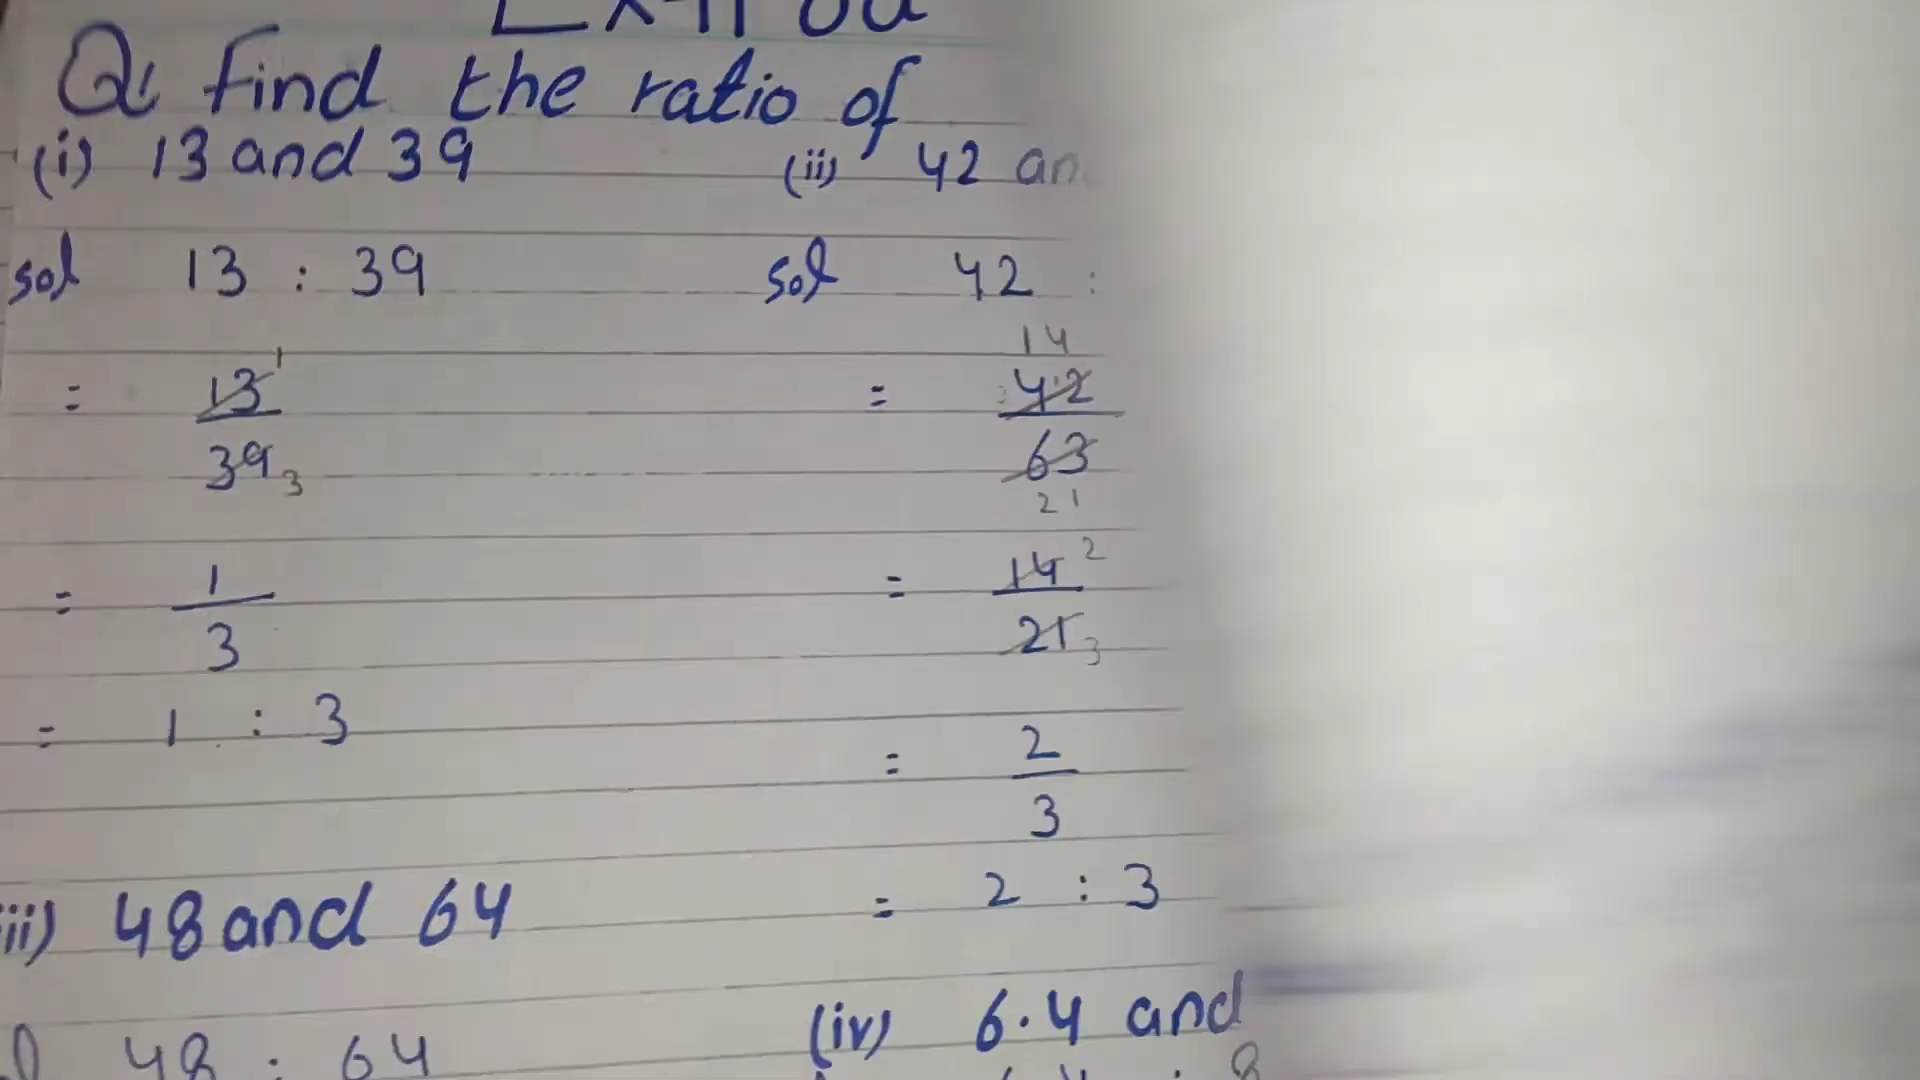 Q1 Find the ratio of
(i) 13 and 39
(ii) 42
sol 13 : 39
sol 42 :
= 13/39 1 3
= 1/3
= 1 : 3
14
= 42/63
21
= 14/21 2 3
= 2/3
= 2 : 3
iii) 48 and 64
(iv) 6.4 and
48 : 64